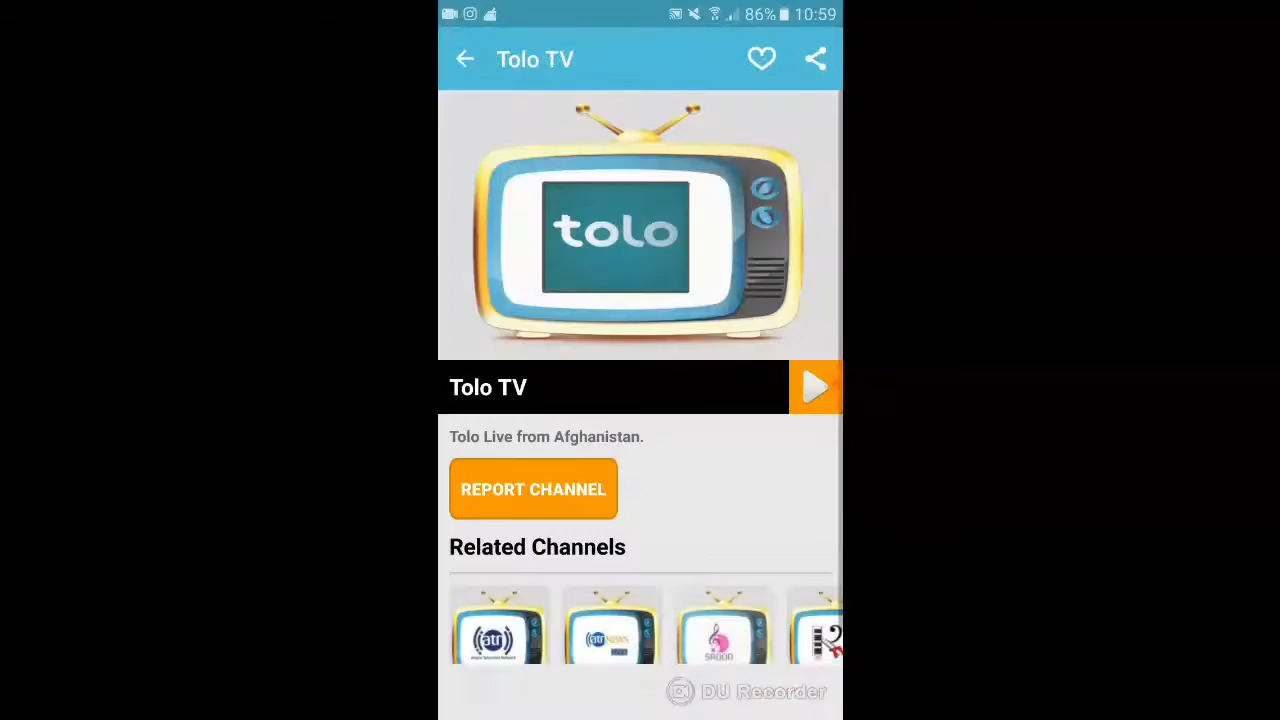 86% 10:59
Tolo TV
tolo
Tolo TV
Tolo Live from Afghanistan.
REPORT CHANNEL
Related Channels
atn
atn NEWS
SROOD
DU Recorder